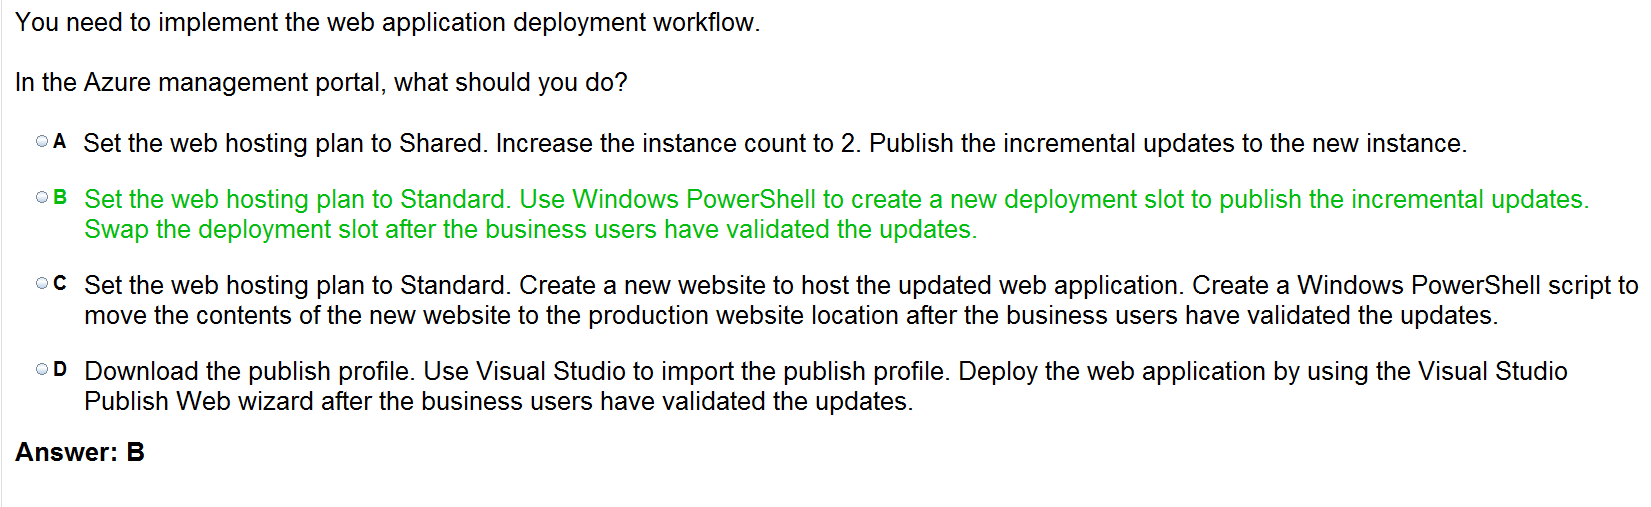 You need to implement the web application deployment workflow.
In the Azure management portal, what should you do?
A Set the web hosting plan to Shared. Increase the instance count to 2. Publish the incremental updates to the new instance.
B Set the web hosting plan to Standard. Use Windows PowerShell to create a new deployment slot to publish the incremental updates.
Swap the deployment slot after the business users have validated the updates.
C Set the web hosting plan to Standard. Create a new website to host the updated web application. Create a Windows PowerShell script to
move the contents of the new website to the production website location after the business users have validated the updates.
D Download the publish profile. Use Visual Studio to import the publish profile. Deploy the web application by using the Visual Studio
Publish Web wizard after the business users have validated the updates.
Answer: B